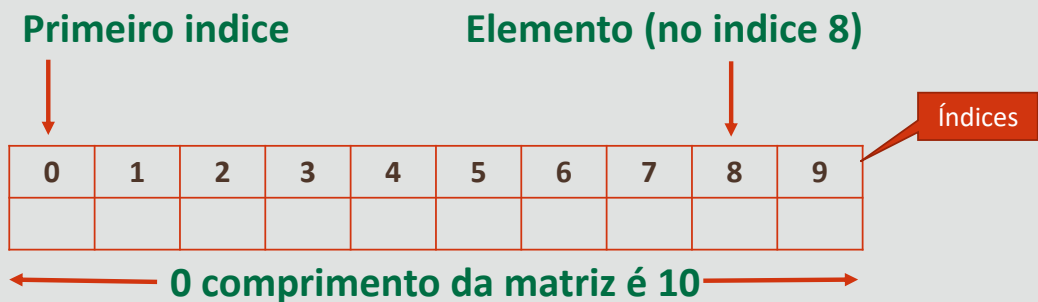 Primeiro indice
Elemento (no indice 8)
Índices
0 1 2 3 4 5 6 7 8 9
0 comprimento da matriz é 10